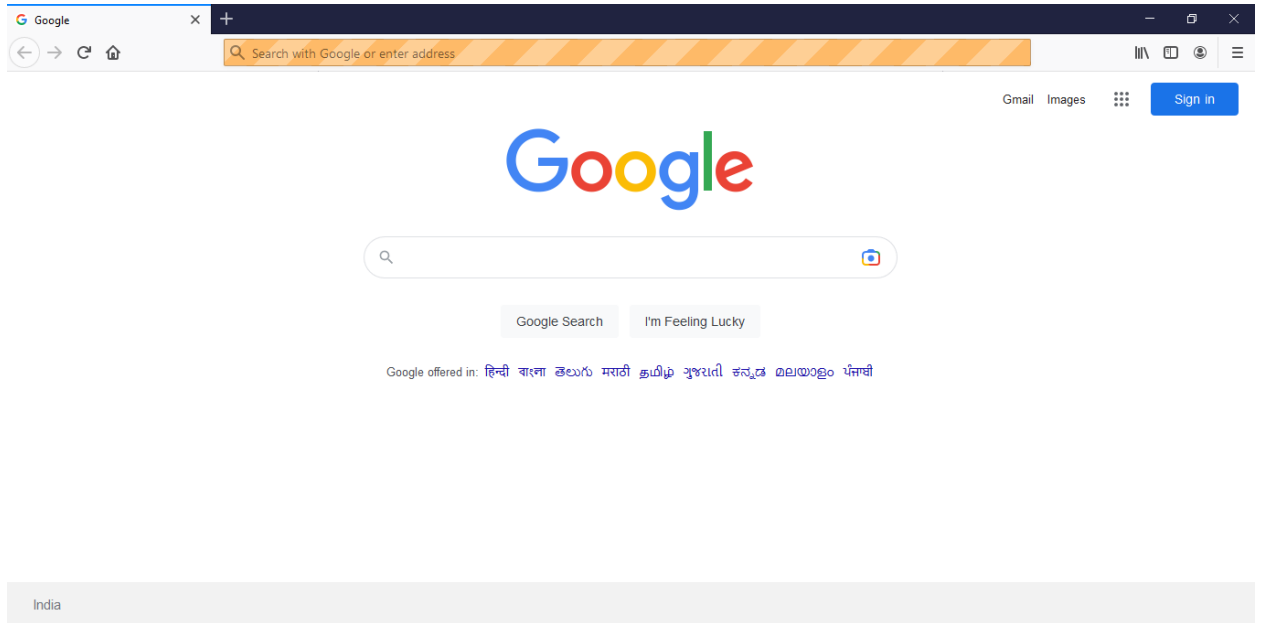 Google
Search with Google or enter address
Gmail Images
Sign in
Google
Google Search I'm Feeling Lucky
Google offered in: हिन्दी বাংলা తెలుగు मराठी தமிழ் ગુજરાતી ಕನ್ನಡ മലയാളം ਪੰਜਾਬੀ
India